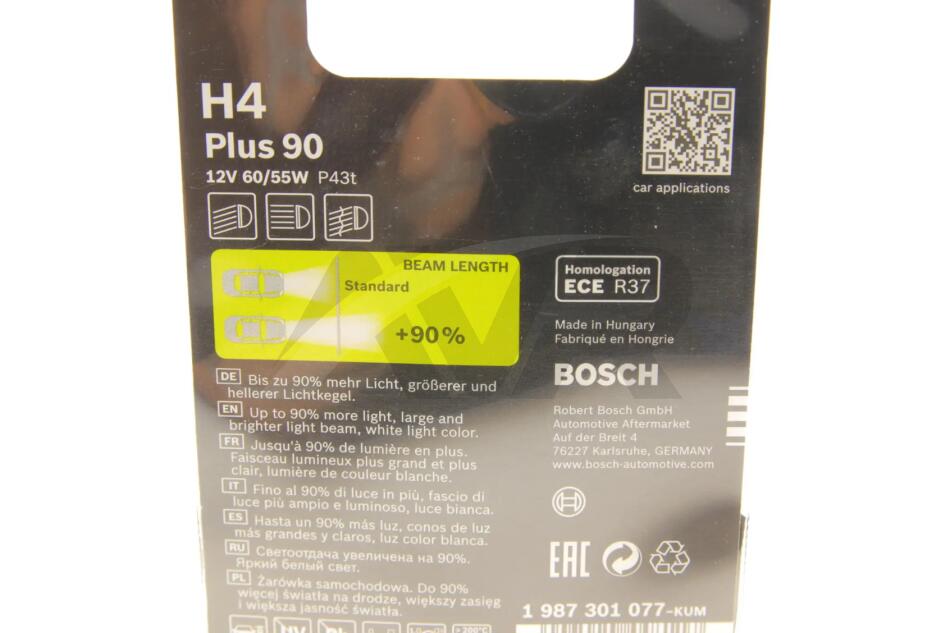 H4
Plus 90
12V 60/55W P43t
car applications
BEAM LENGTH
Standard
+90%
Homologation
ECE R37
Made in Hungary
Fabriqué en Hongrie
BOSCH
Robert Bosch GmbH
Automotive Aftermarket
Auf der Breit 4
76227 Karlsruhe, GERMANY
www.bosch-automotive.com
DE Bis zu 90% mehr Licht, größerer und
hellerer Lichtkegel.
EN Up to 90% more light, large and
brighter light beam, white light color.
FR Jusqu'à 90% de lumière en plus.
Faisceau lumineux plus grand et plus
clair, lumière de couleur blanche.
IT Fino al 90% di luce in più, fascio di
luce più ampio e luminoso, luce bianca.
ES Hasta un 90% más luz, conos de luz
más grandes y claros, luz color blanca.
RU Светоотдача увеличена на 90%.
Яркий белый свет.
PL Żarówka samochodowa. Do 90%
więcej światła na drodze, większy zasięg
i większa jasność światła.
EAC
1 987 301 077-KUM
>200°C